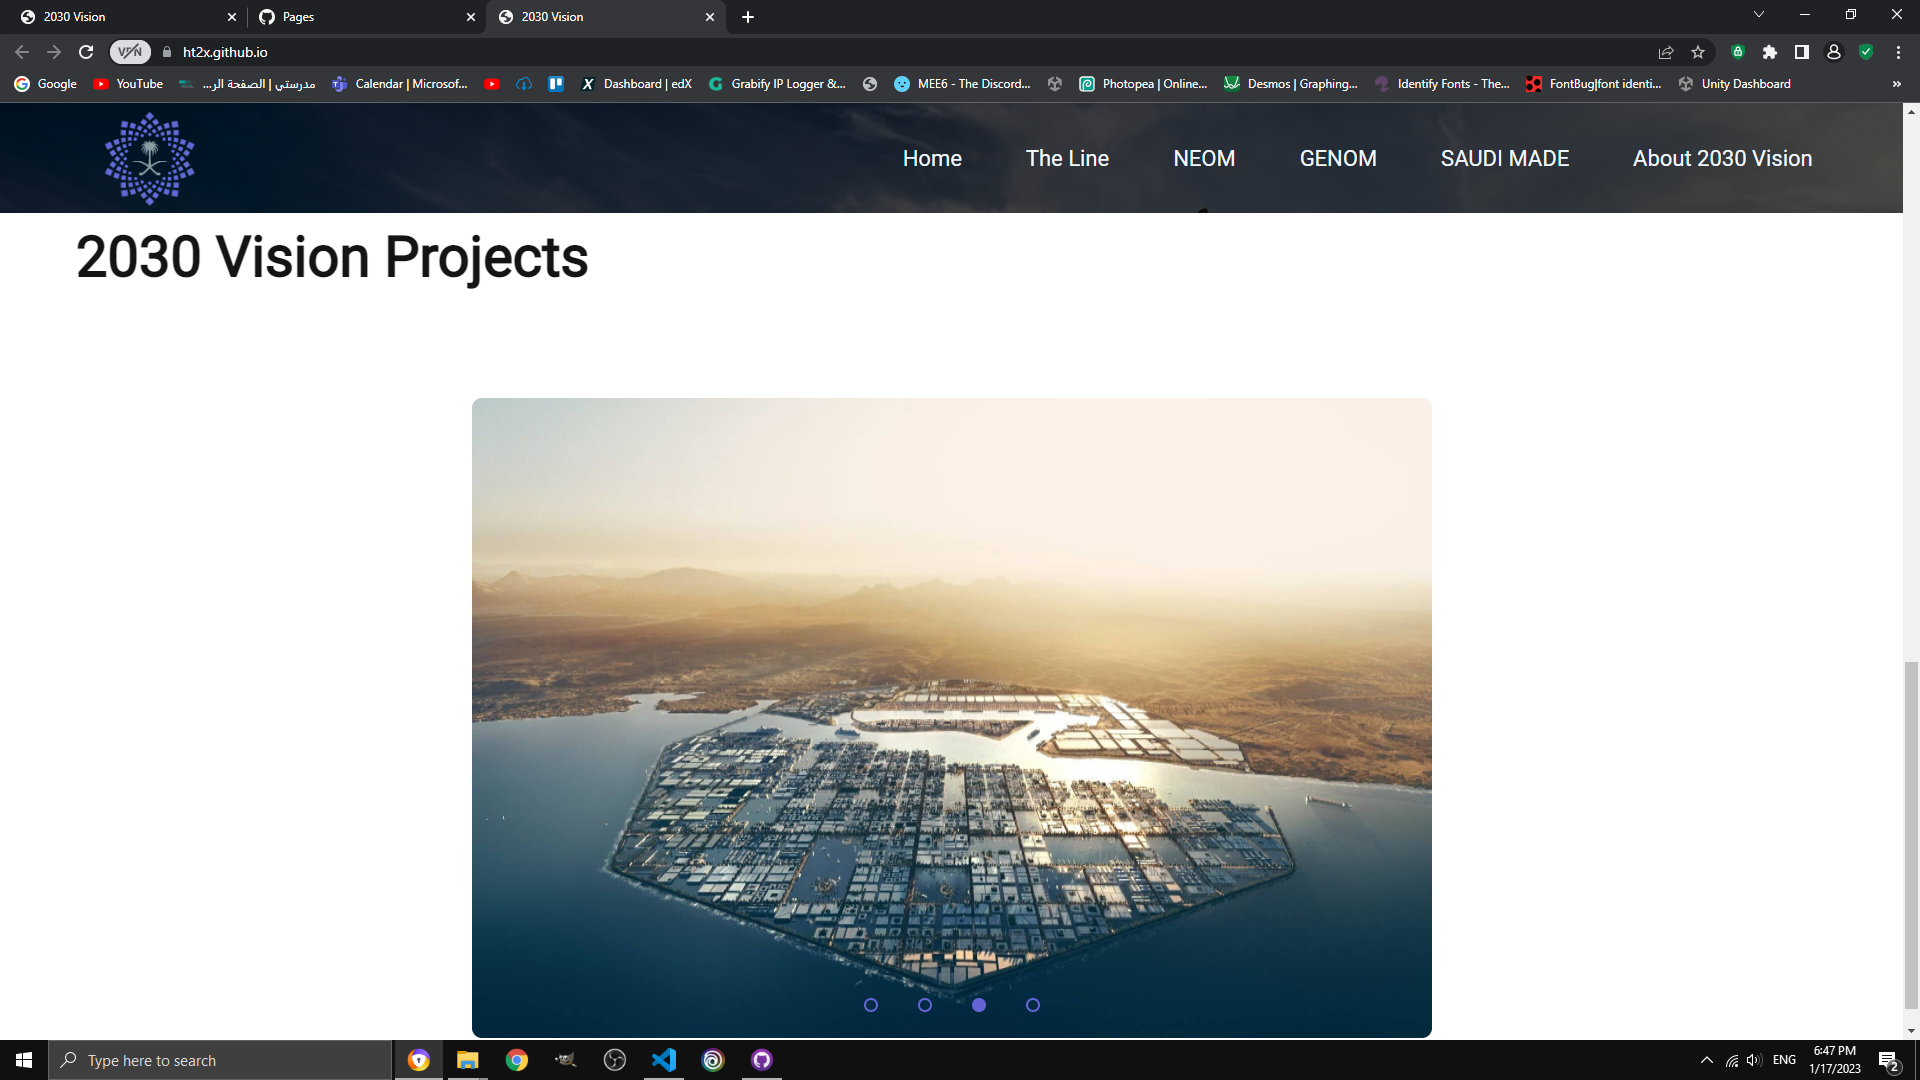 2030 Vision
Pages
2030 Vision
VPN
ht2x.github.io
Google
YouTube
مدرستي | الصفحة الر...
Calendar | Microsof...
Dashboard | edX
Grabify IP Logger &...
MEE6 - The Discord...
Photopea | Online...
Desmos | Graphing...
Identify Fonts - The...
FontBug|font identi...
Unity Dashboard
Home
The Line
NEOM
GENOM
SAUDI MADE
About 2030 Vision
2030 Vision Projects
Type here to search
ENG
6:47 PM
1/17/2023
2